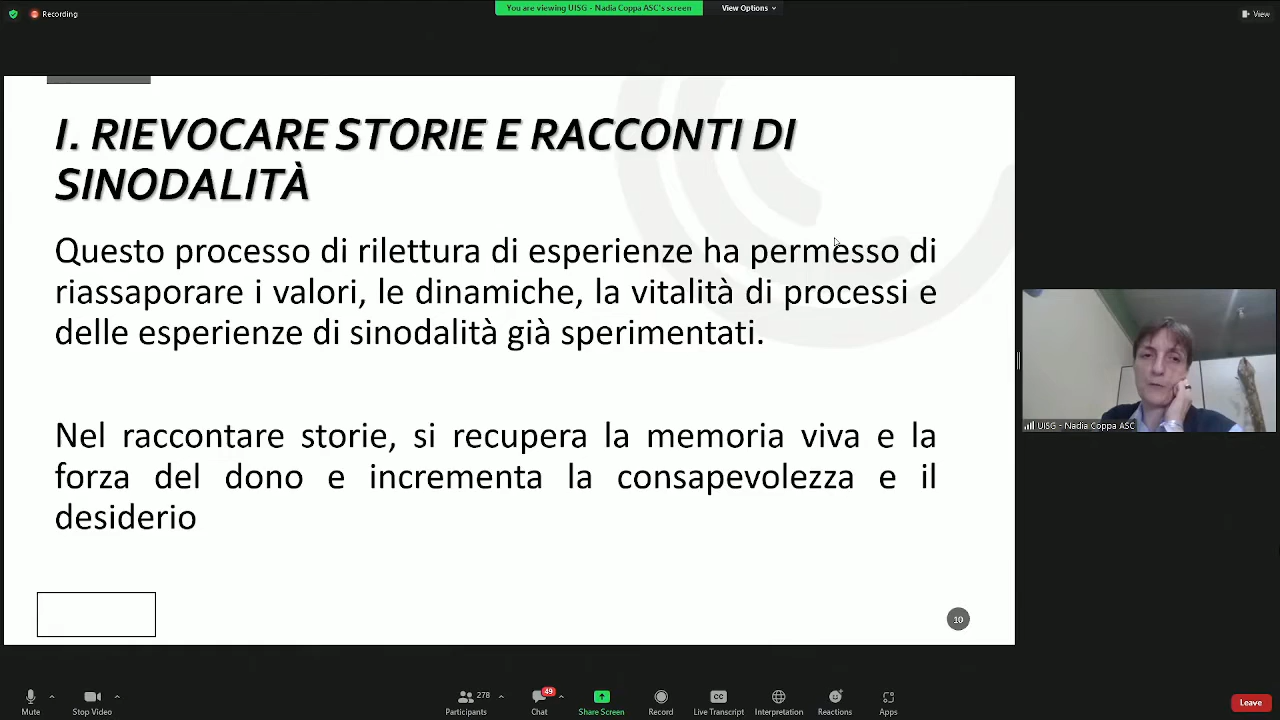 Recording
You are viewing UISG - Nadia Coppa ASC's screen
View Options
View
I. RIEVOCARE STORIE E RACCONTI DI
SINODALITÀ
Questo processo di rilettura di esperienze ha permesso di
riassaporare i valori, le dinamiche, la vitalità di processi e
delle esperienze di sinodalità già sperimentati.
Nel raccontare storie, si recupera la memoria viva e la
forza del dono e incrementa la consapevolezza e il
desiderio
10
UISG - Nadia Coppa ASC
Mute
Stop Video
278
Participants
49
Chat
Share Screen
Record
CC
Live Transcript
Interpretation
Reactions
Apps
Leave